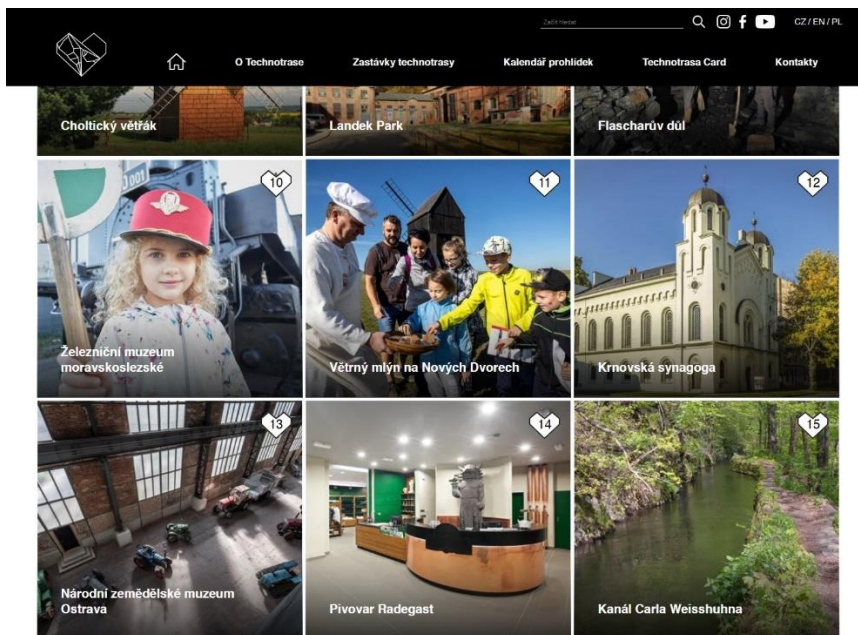 Začít hledat
CZ / EN / PL
O Technotrase
Zastávky technotrasy
Kalendář prohlídek
Technotrasa Card
Kontakty
Choltický větřák
Landek Park
Flascharův důl
10
001
Železniční muzeum
moravskoslezské
11
Větrný mlýn na Nových Dvorech
12
Krnovská synagoga
13
Národní zemědělské muzeum
Ostrava
14
Pivovar Radegast
15
Kanál Carla Weisshuhna